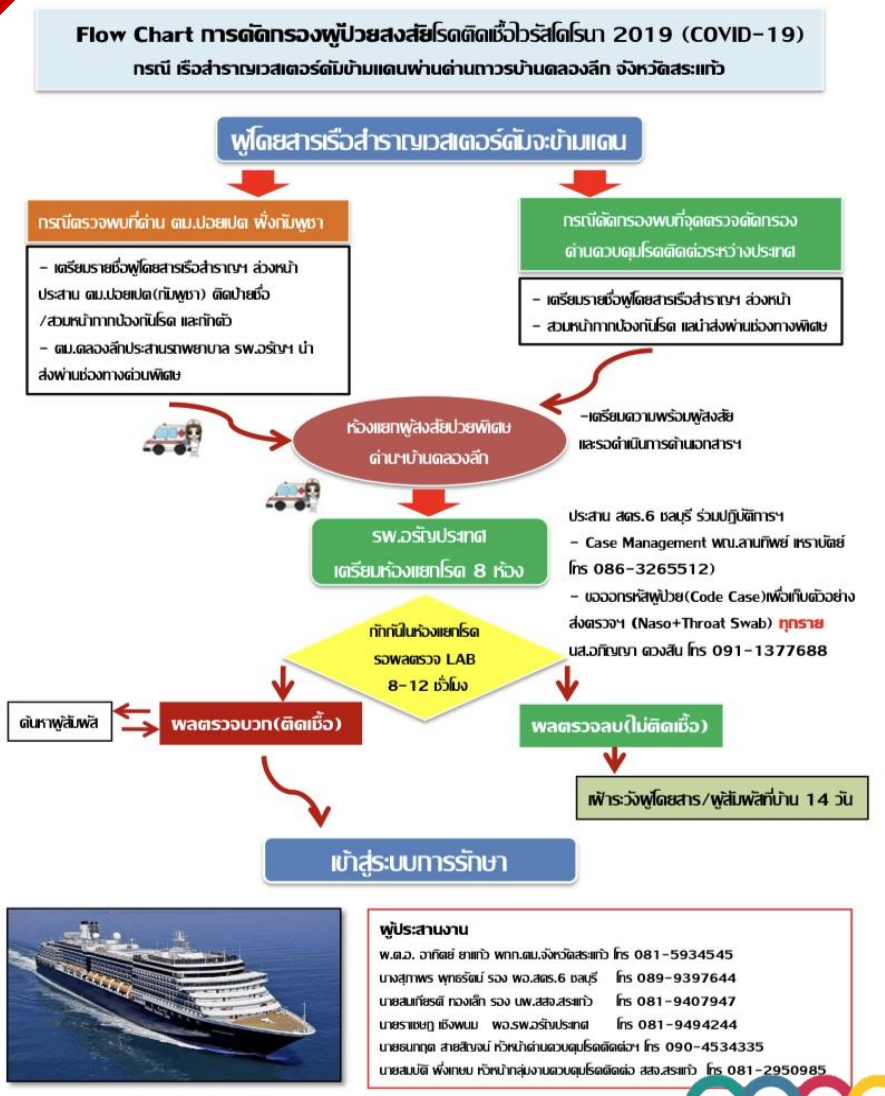 Flow Chart การคัดกรองผู้ป่วยสงสัยโรคติดเชื้อไวรัสโคโรนา 2019 (COVID-19)
กรณี เรือสำราญเวสเตอร์ดัมข้ามแดนผ่านด่านถาวรบ้านคลองลึก จังหวัดสระแก้ว
ผู้โดยสารเรือสำราญเวสเตอร์ดัมจะข้ามแดน
กรณีตรวจพบที่ด่าน ตม.ปอยเปต ฝั่งกัมพูชา
- เตรียมรายชื่อผู้โดยสารเรือสำราญฯ ล่วงหน้า
ประสาน ตม.ปอยเปต(กัมพูชา) ติดป้ายชื่อ
/สวมหน้ากากป้องกันโรค และกักตัว
- ตม.คลองลึกประสานรถพยาบาล รพ.อรัญฯ นำ
ส่งผ่านช่องทางด่วนพิเศษ
กรณีคัดกรองพบที่จุดตรวจคัดกรอง
ด่านควบคุมโรคติดต่อระหว่างประเทศ
- เตรียมรายชื่อผู้โดยสารเรือสำราญฯ ล่วงหน้า
- สวมหน้ากากป้องกันโรค แลนำส่งผ่านช่องทางพิเศษ
ห้องแยกผู้สงสัยป่วยพิเศษ
ด่านฯบ้านคลองลึก
-เตรียมความพร้อมผู้สงสัย
และรอดำเนินการด้านเอกสารฯ
รพ.อรัญประเทศ
เตรียมห้องแยกโรค 8 ห้อง
ประสาน สคร.6 ชลบุรี ร่วมปฏิบัติการฯ
- Case Management พญ.ลานทิพย์ เหราบัตย์
โทร 086-3265512)
- ขอออกรหัสผู้ป่วย(Code Case)เพื่อเก็บตัวอย่าง
ส่งตรวจฯ (Naso+Throat Swab) ทุกราย
นส.อภิญญา ดวงสิน โทร 091-1377688
กักกันในห้องแยกโรค
รอผลตรวจ LAB
8-12 ชั่วโมง
ค้นหาผู้สัมผัส
ผลตรวจบวก(ติดเชื้อ)
ผลตรวจลบ(ไม่ติดเชื้อ)
เฝ้าระวังผู้โดยสาร/ผู้สัมผัสที่บ้าน 14 วัน
เข้าสู่ระบบการรักษา
ผู้ประสานงาน
พ.ต.อ. อาทิตย์ ยาแก้ว ผกก.ตม.จังหวัดสระแก้ว โทร 081-5934545
นางสุภาพร พุทธรัตน์ รอง ผอ.สคร.6 ชลบุรี โทร 089-9397644
นายสมเกียรติ ทองเล็ก รอง นพ.สสจ.สระแก้ว โทร 081-9407947
นายราเชษฎ เชิงพนม ผอ.รพ.อรัญประเทศ โทร 081-9494244
นายธนกฤต สายสัญจน์ หัวหน้าด่านควบคุมโรคติดต่อฯ โทร 090-4534335
นายสมบัติ พึ่งเกษม หัวหน้ากลุ่มงานควบคุมโรคติดต่อ สสจ.สระแก้ว โทร 081-2950985